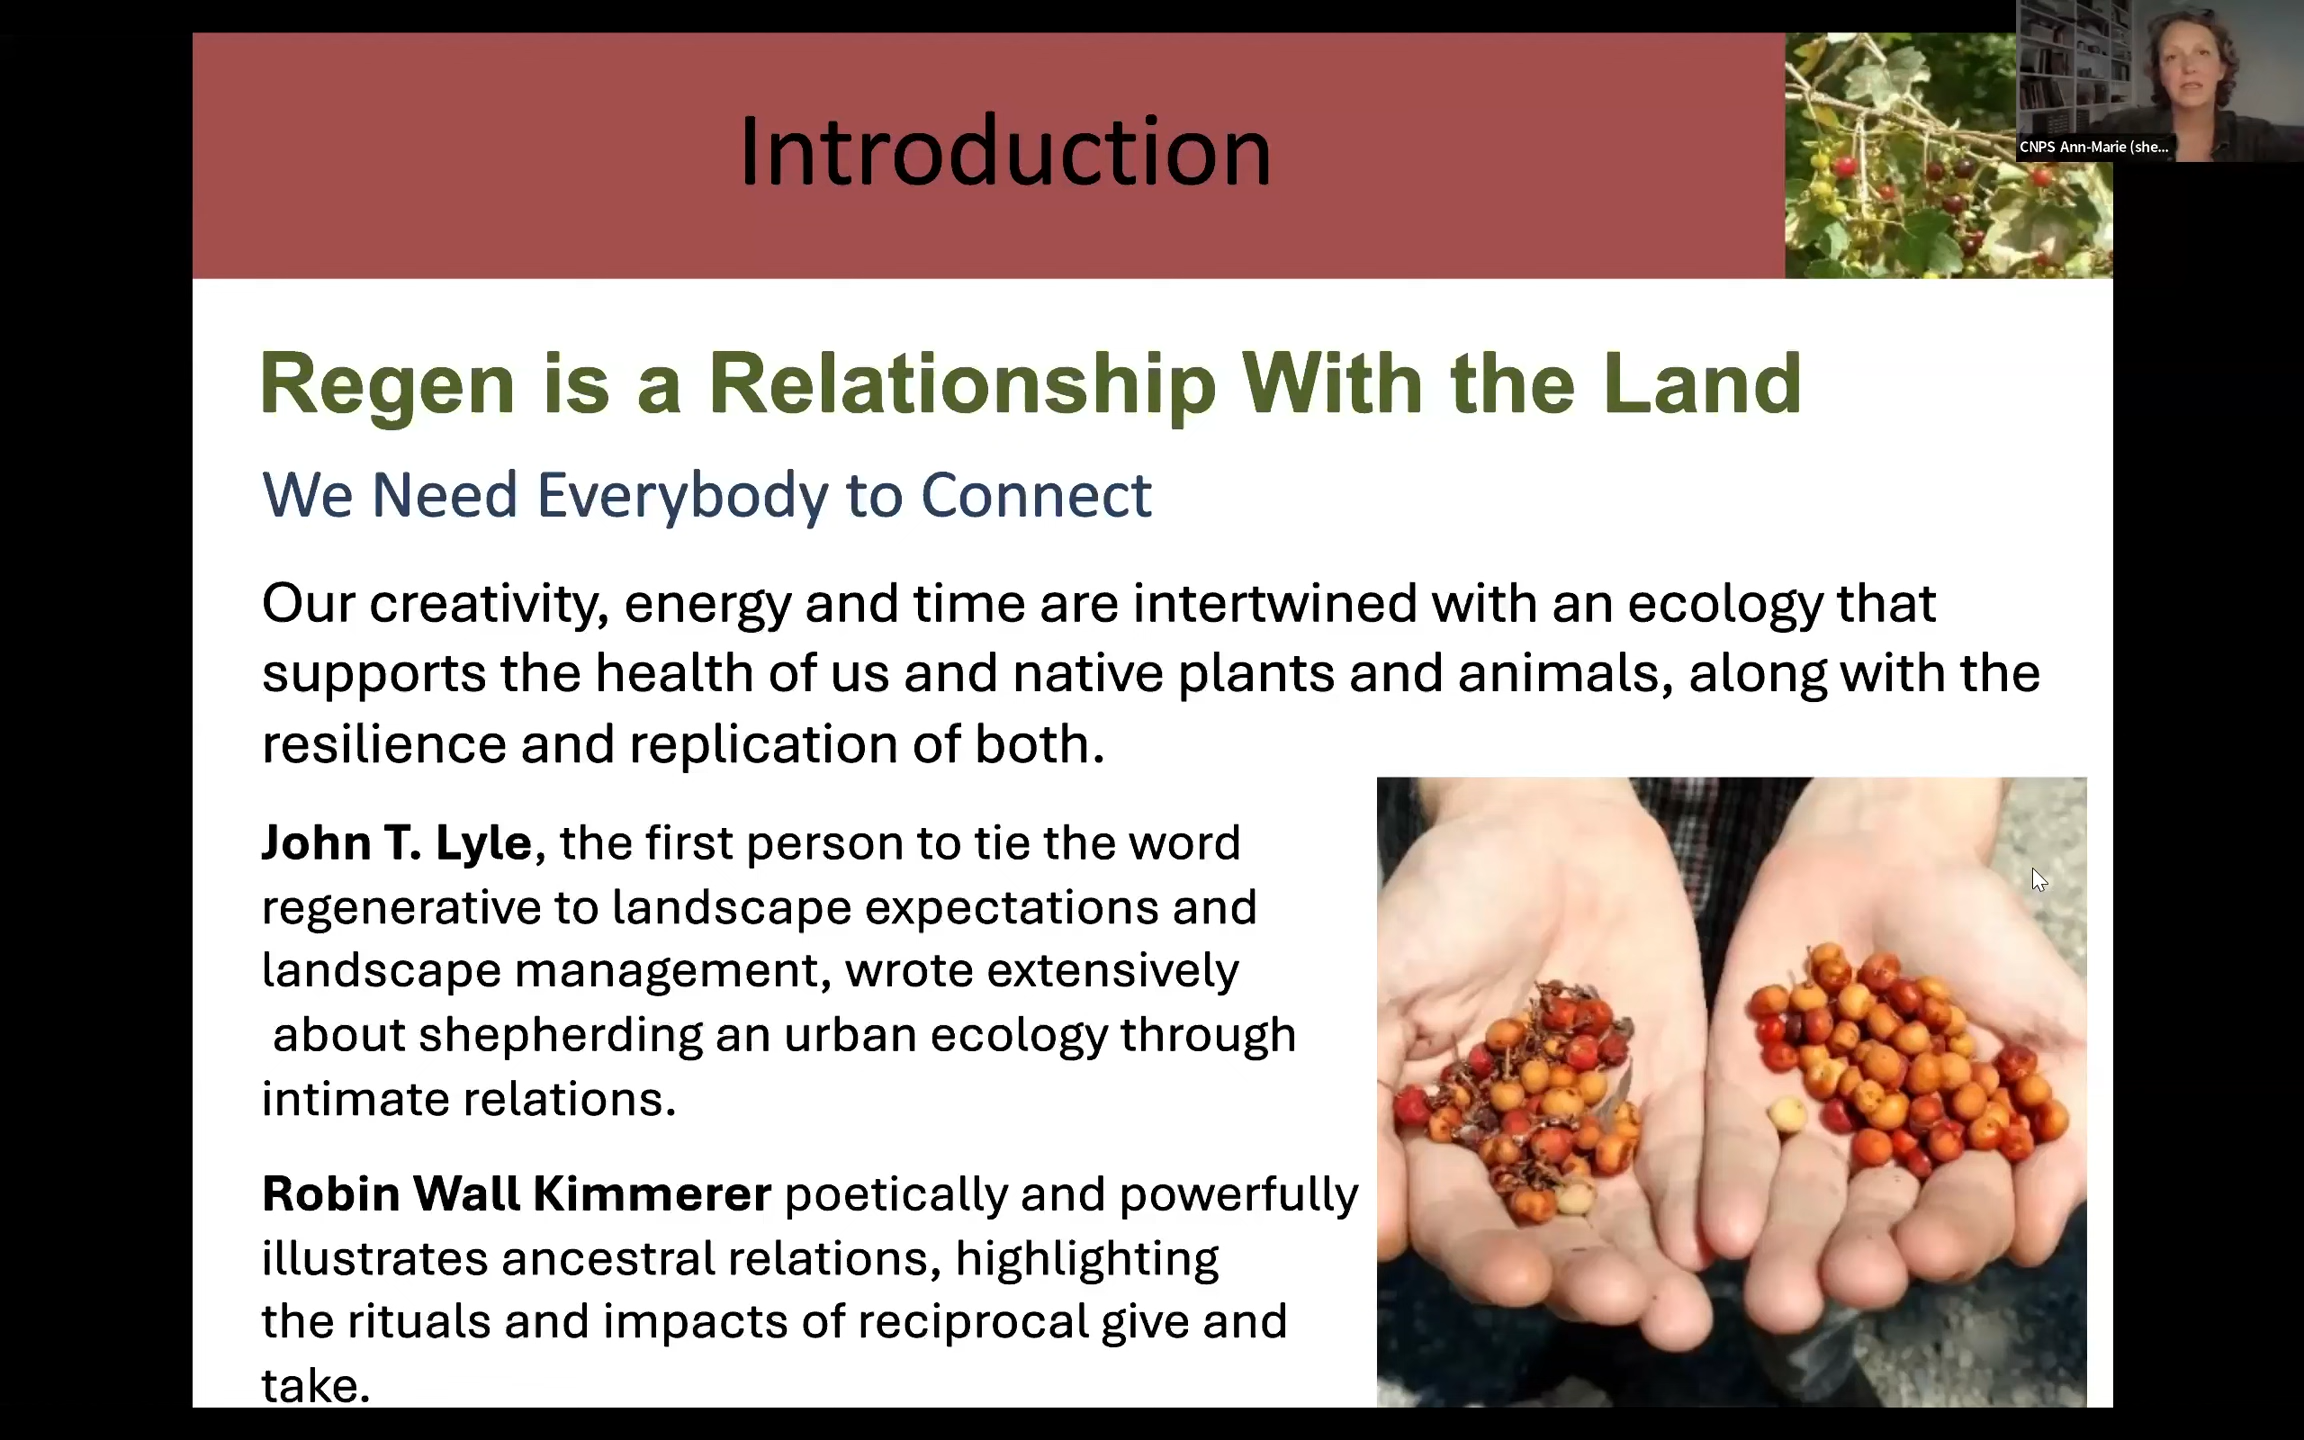 Introduction
CNPS Ann-Marie (she...
Regen is a Relationship With the Land
We Need Everybody to Connect
Our creativity, energy and time are intertwined with an ecology that
supports the health of us and native plants and animals, along with the
resilience and replication of both.
John T. Lyle, the first person to tie the word
regenerative to landscape expectations and
landscape management, wrote extensively
about shepherding an urban ecology through
intimate relations.
Robin Wall Kimmerer poetically and powerfully
illustrates ancestral relations, highlighting
the rituals and impacts of reciprocal give and
take.